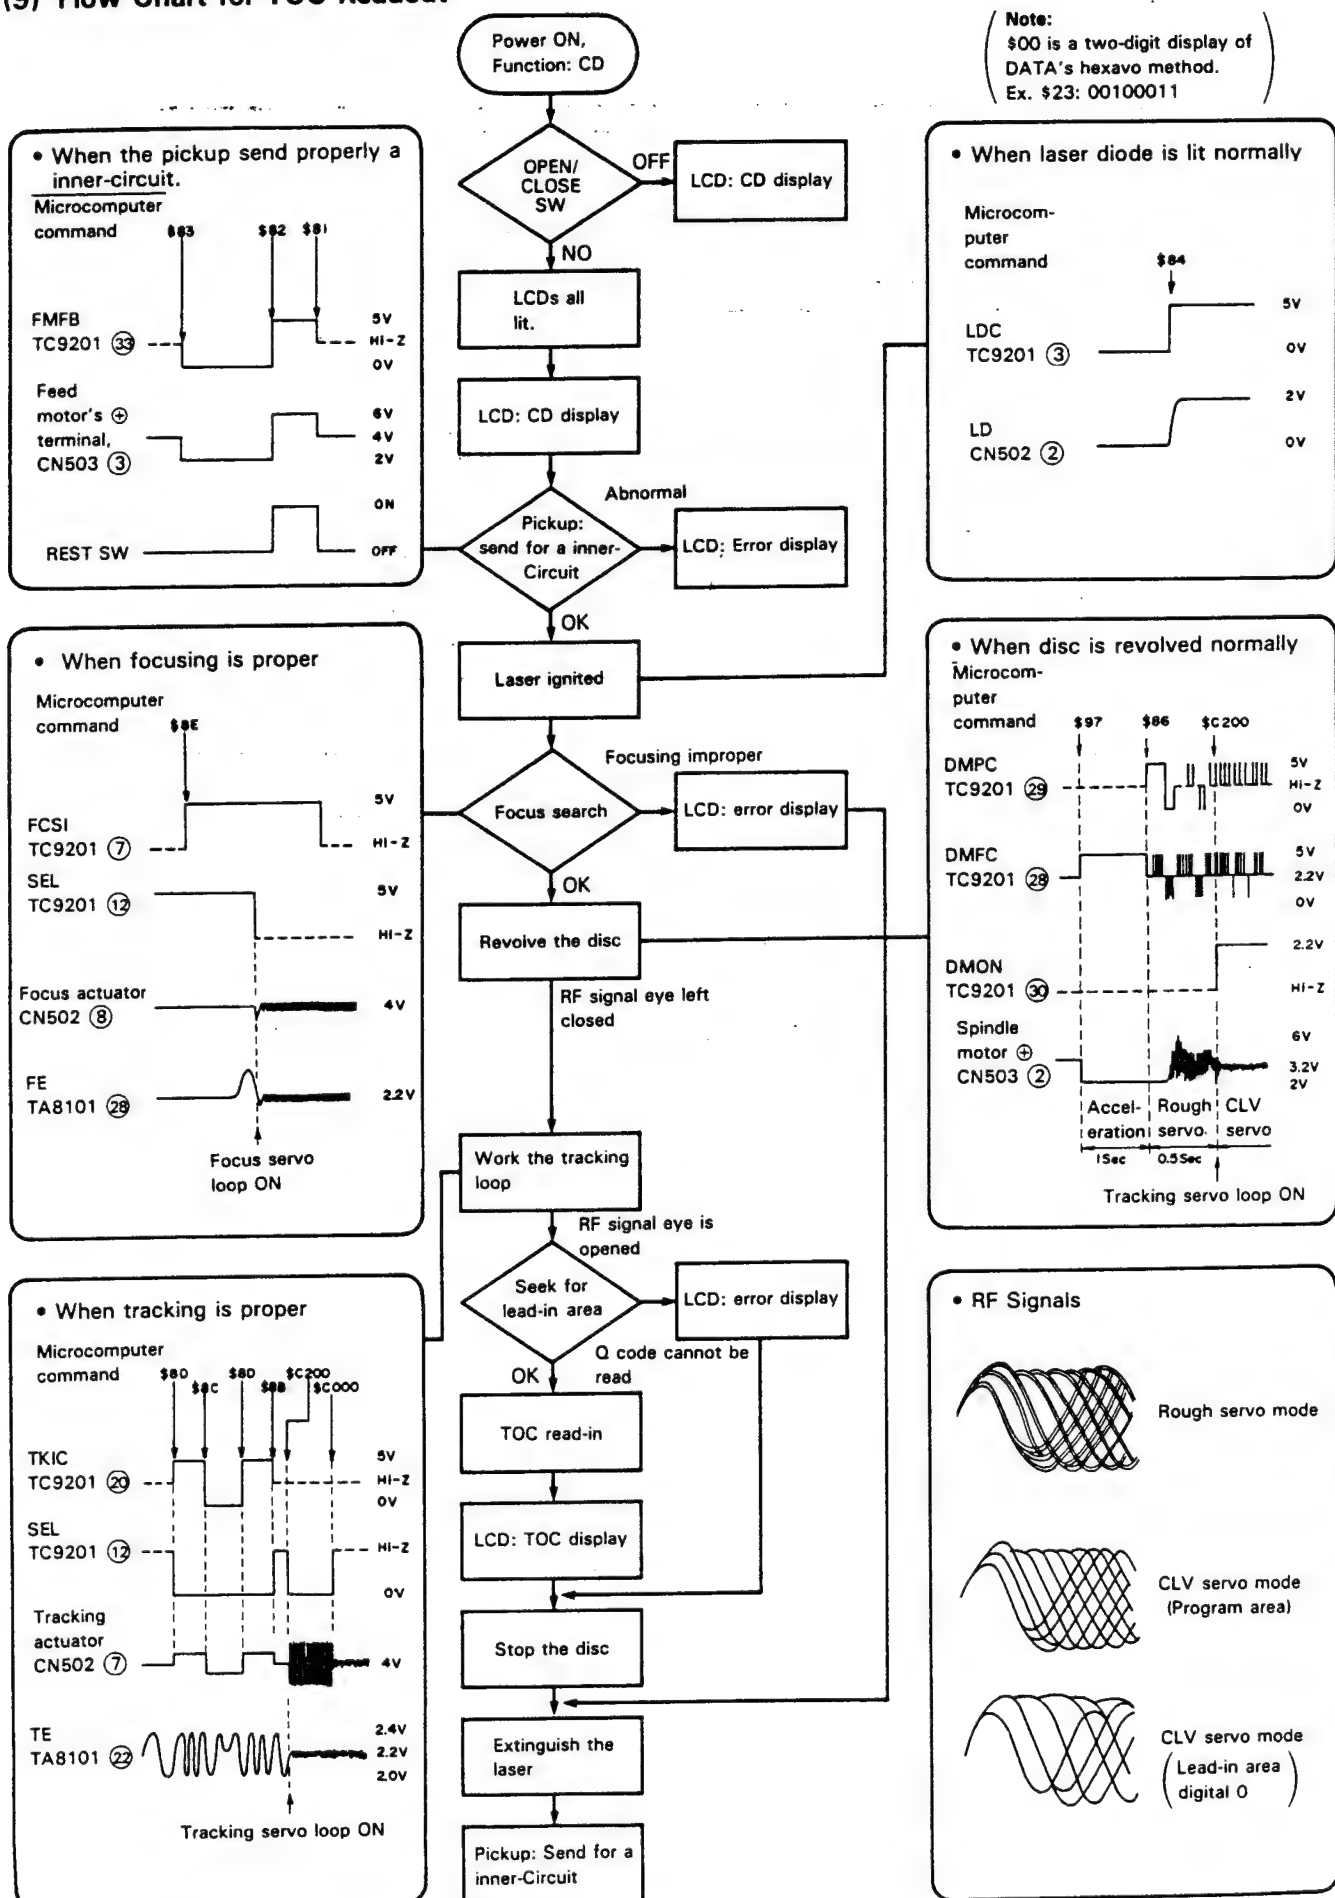 (9) Flow Chart for TOC Readout
Note:
$00 is a two-digit display of
DATA's hexavo method.
Ex. $23: 00100011
Power ON,
Function: CD
OPEN/
CLOSE
SW
OFF
LCD: CD display
NO
LCDs all
lit.
LCD: CD display
Pickup:
send for a inner-
Circuit
Abnormal
LCD: Error display
OK
Laser ignited
Focus search
Focusing improper
LCD: error display
OK
Revolve the disc
RF signal eye left
closed
Work the tracking
loop
RF signal eye is
opened
Seek for
lead-in area
LCD: error display
Q code cannot be
read
OK
TOC read-in
LCD: TOC display
Stop the disc
Extinguish the
laser
Pickup: Send for a
inner-Circuit
• When the pickup send properly a
inner-circuit.
Microcomputer
command
$83 $82 $81
FMFB
TC9201 33
5V
Hi-Z
0V
Feed
motor's ⊕
terminal,
CN503 3
6V
4V
2V
REST SW
ON
OFF
• When focusing is proper
Microcomputer
command
$8E
FCSI
TC9201 7
5V
Hi-Z
SEL
TC9201 12
5V
Hi-Z
Focus actuator
CN502 8
4V
FE
TA8101 28
2.2V
Focus servo
loop ON
• When tracking is proper
Microcomputer
command
$8D $8C $8D $8B $C200 $C000
TKIC
TC9201 20
5V
Hi-Z
0V
SEL
TC9201 12
Hi-Z
0V
Tracking
actuator
CN502 7
4V
TE
TA8101 22
2.4V
2.2V
2.0V
Tracking servo loop ON
• When laser diode is lit normally
Microcom-
puter
command
$84
LDC
TC9201 3
5V
0V
LD
CN502 2
2V
0V
• When disc is revolved normally
Microcom-
puter
command
$97 $86 $C200
DMPC
TC9201 29
5V
Hi-Z
0V
DMFC
TC9201 28
5V
2.2V
0V
DMON
TC9201 30
2.2V
Hi-Z
Spindle
motor ⊕
CN503 2
6V
3.2V
2V
Accel-
eration
Rough
servo
CLV
servo
1Sec 0.5Sec
Tracking servo loop ON
• RF Signals
Rough servo mode
CLV servo mode
(Program area)
CLV servo mode
(Lead-in area
digital 0)